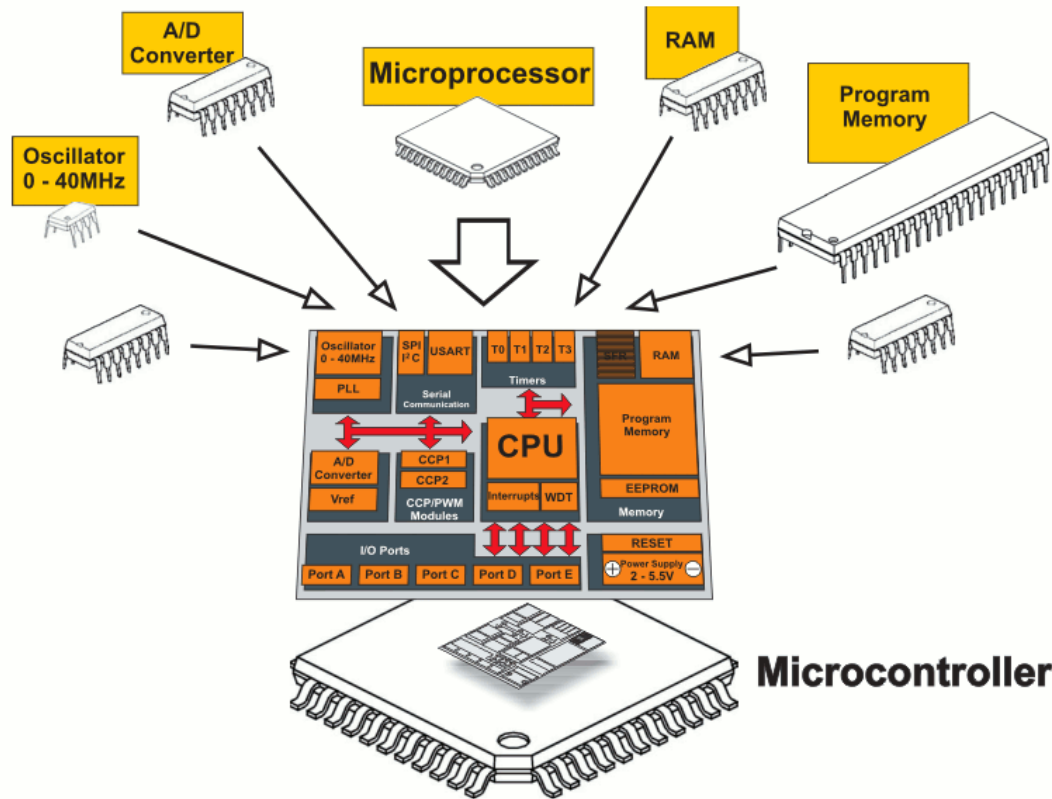 A/D
Converter
Microprocessor
RAM
Program
Memory
Oscillator
0 - 40MHz
Oscillator
0 - 40MHz
PLL
SPI
I²C
USART
Serial
Communication
T0
T1
T2
T3
Timers
SFR
RAM
Program
Memory
EEPROM
Memory
A/D
Converter
Vref
CCP1
CCP2
CCP/PWM
Modules
CPU
Interrupts
WDT
I/O Ports
Port A
Port B
Port C
Port D
Port E
RESET
+
Power Supply
2 - 5.5V
−
Microcontroller